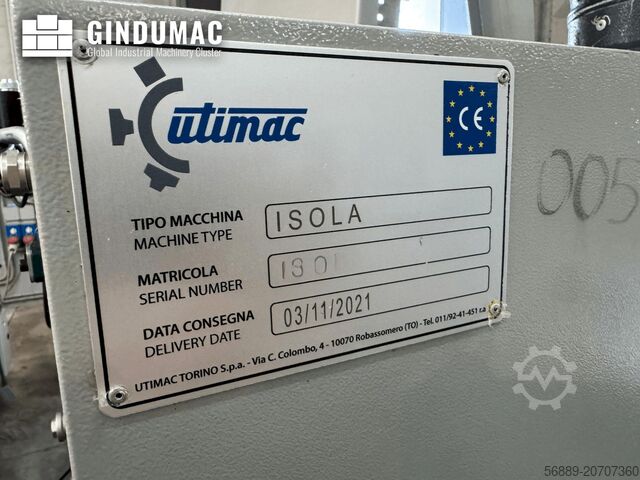 GINDUMAC
Global Industrial Machinery Cluster
utimac
CE
TIPO MACCHINA
MACHINE TYPE
ISOLA
MATRICOLA
SERIAL NUMBER
DATA CONSEGNA
DELIVERY DATE
03/11/2021
UTIMAC TORINO S.p.a. - Via C. Colombo, 4 - 10070 Robassomero (TO) - Tel. 011/92-41-451 r.a
005
56889-20707360